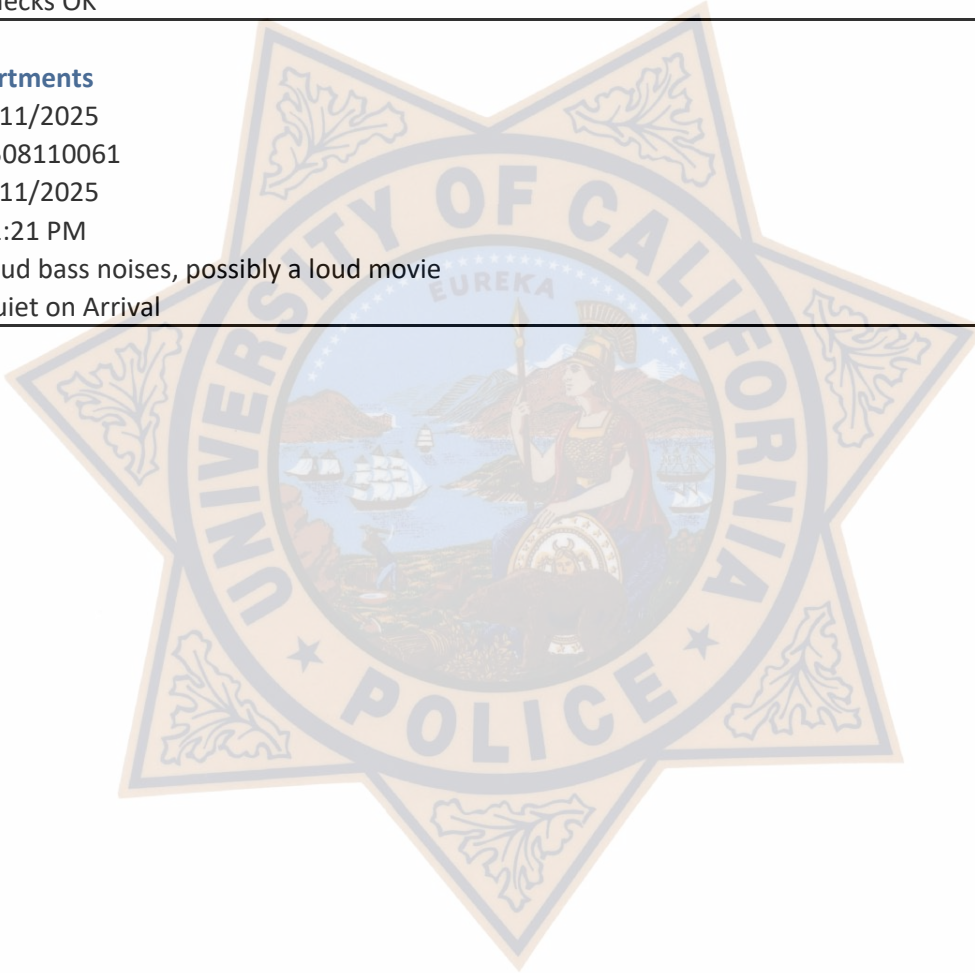 ecks OK
rtments
11/2025
08110061
11/2025
:21 PM
ud bass noises, possibly a loud movie
uiet on Arrival
UNIVERSITY OF CALIFORNIA
EUREKA
POLICE